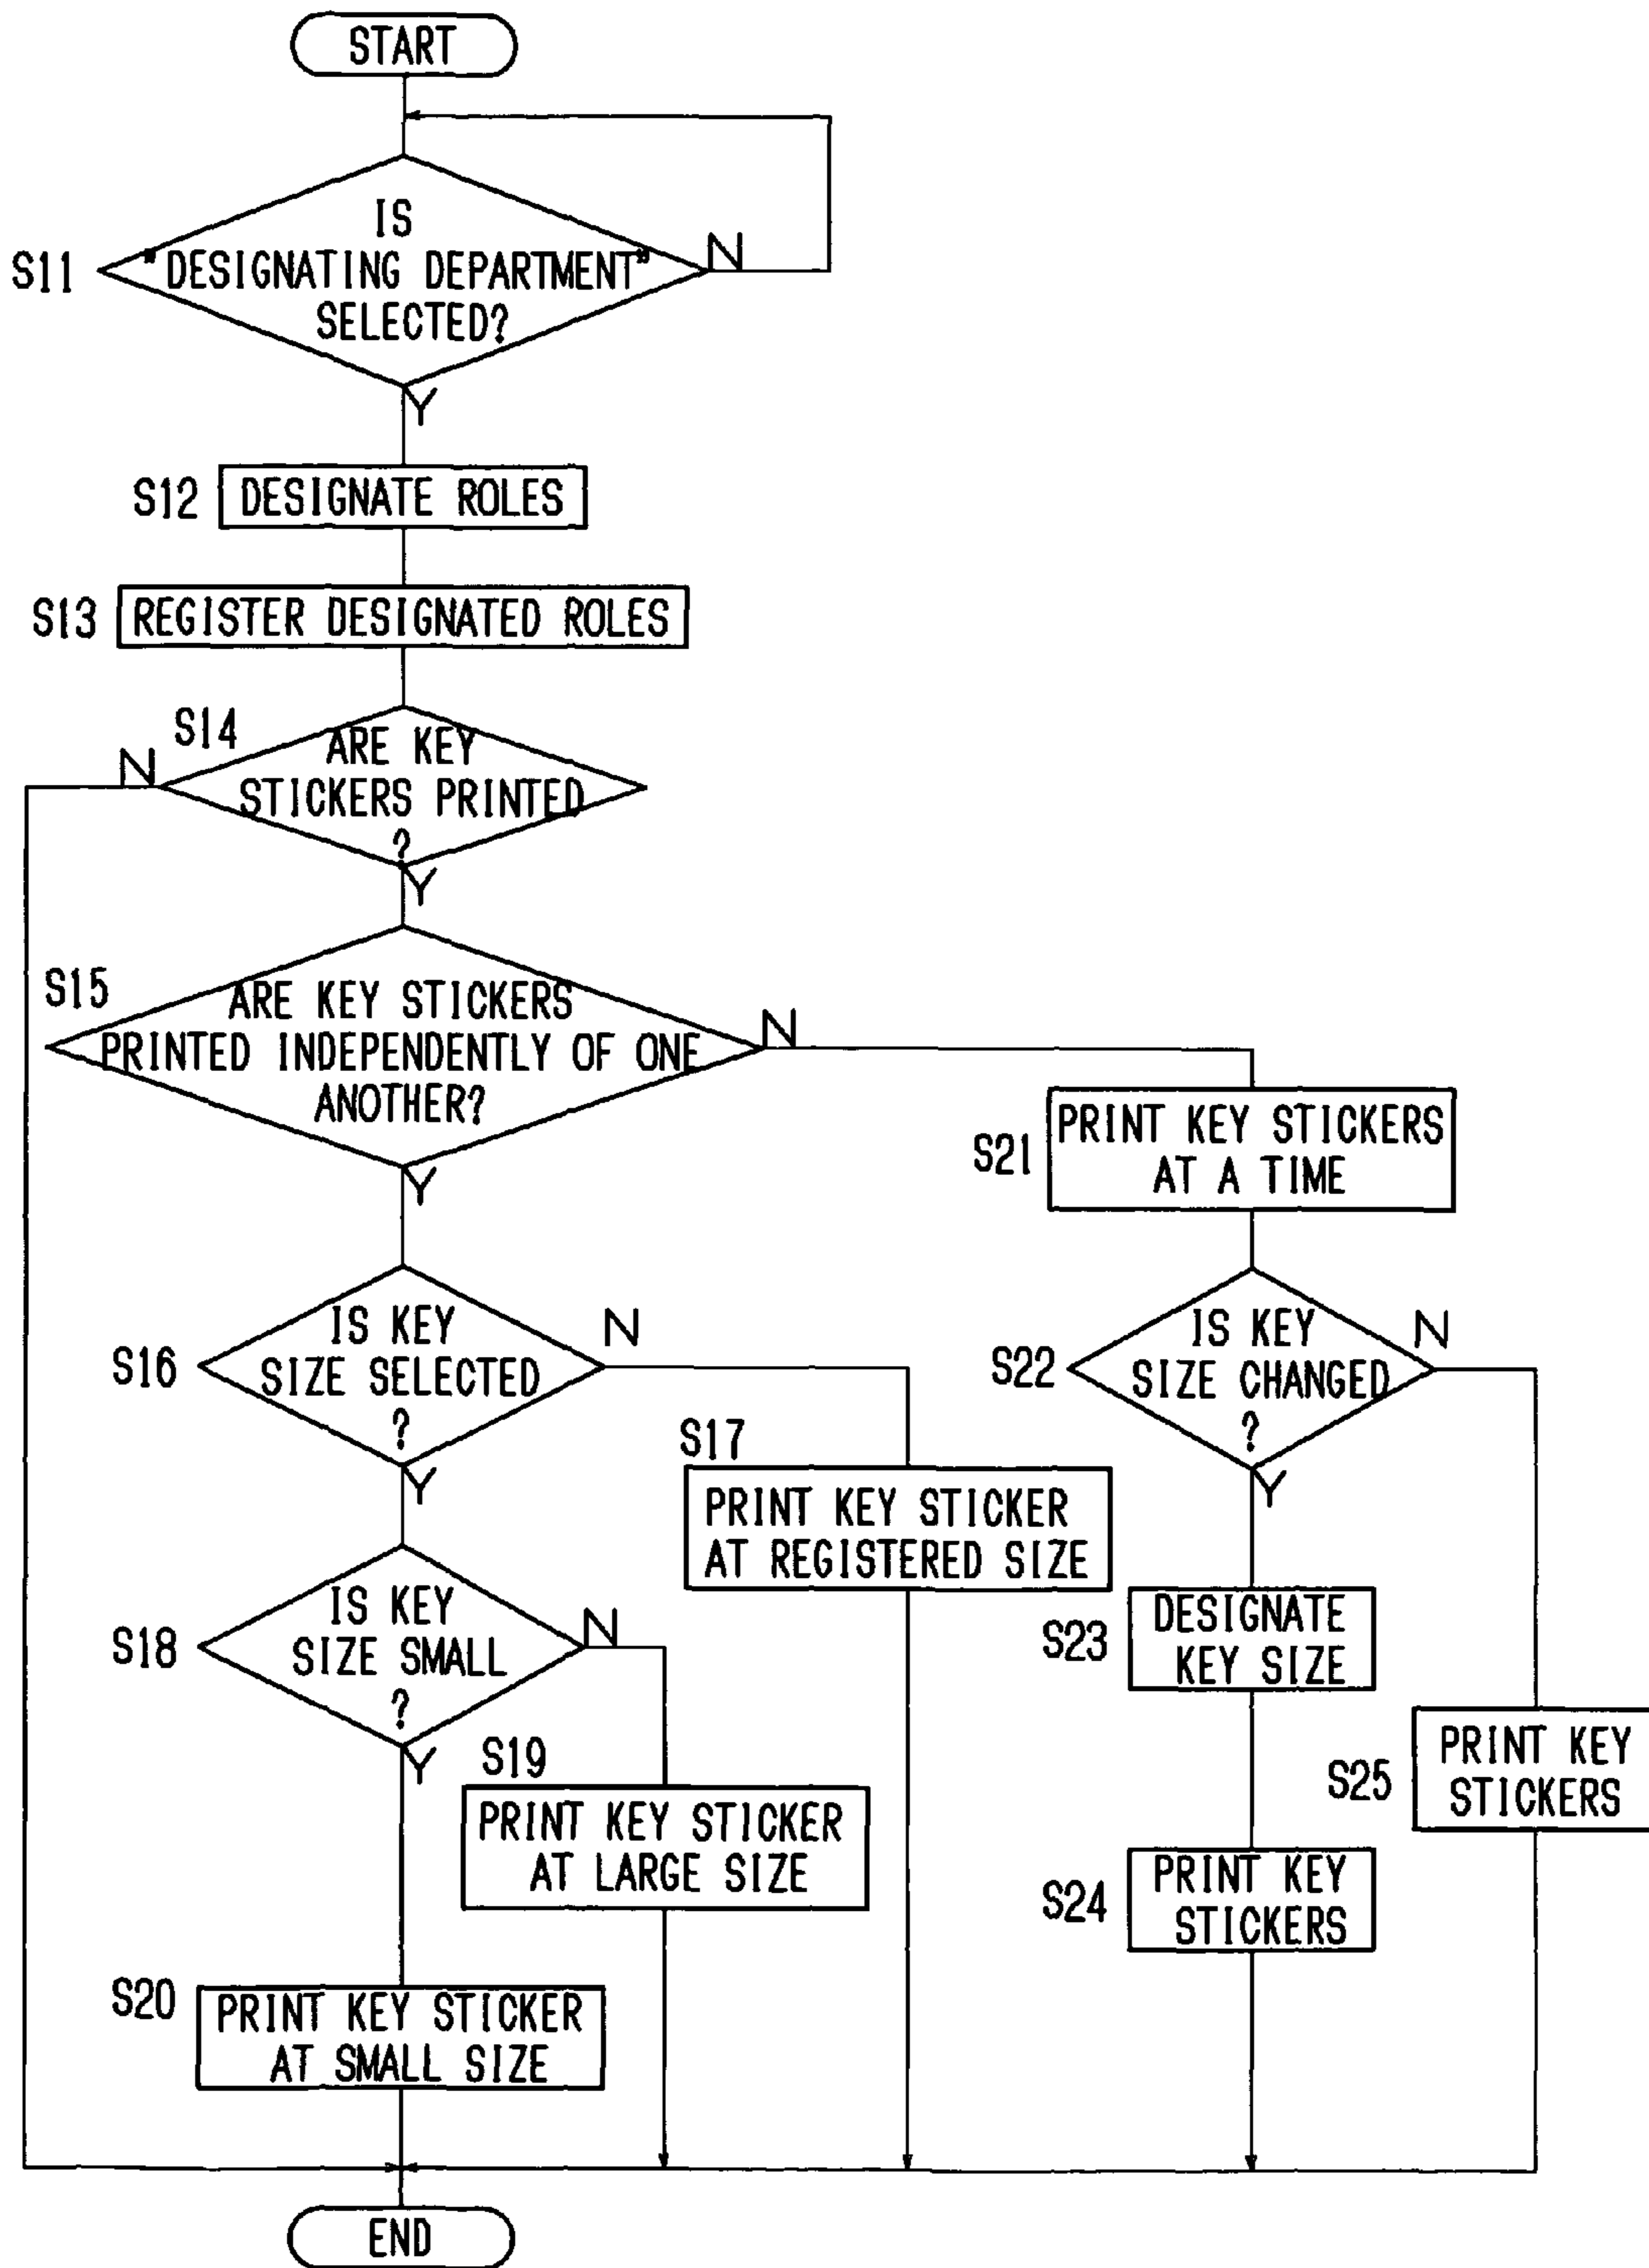 START
IS
"DESIGNATING DEPARTMENT"
SELECTED?
S11
N
Y
S12
DESIGNATE ROLES
S13
REGISTER DESIGNATED ROLES
S14
ARE KEY
STICKERS PRINTED
?
N
Y
S15
ARE KEY STICKERS
PRINTED INDEPENDENTLY OF ONE
ANOTHER?
N
Y
S16
IS KEY
SIZE SELECTED
?
N
Y
S17
PRINT KEY STICKER
AT REGISTERED SIZE
S18
IS KEY
SIZE SMALL
?
N
Y
S19
PRINT KEY STICKER
AT LARGE SIZE
S20
PRINT KEY STICKER
AT SMALL SIZE
S21
PRINT KEY STICKERS
AT A TIME
S22
IS KEY
SIZE CHANGED
?
N
Y
S23
DESIGNATE
KEY SIZE
S24
PRINT KEY
STICKERS
S25
PRINT KEY
STICKERS
END